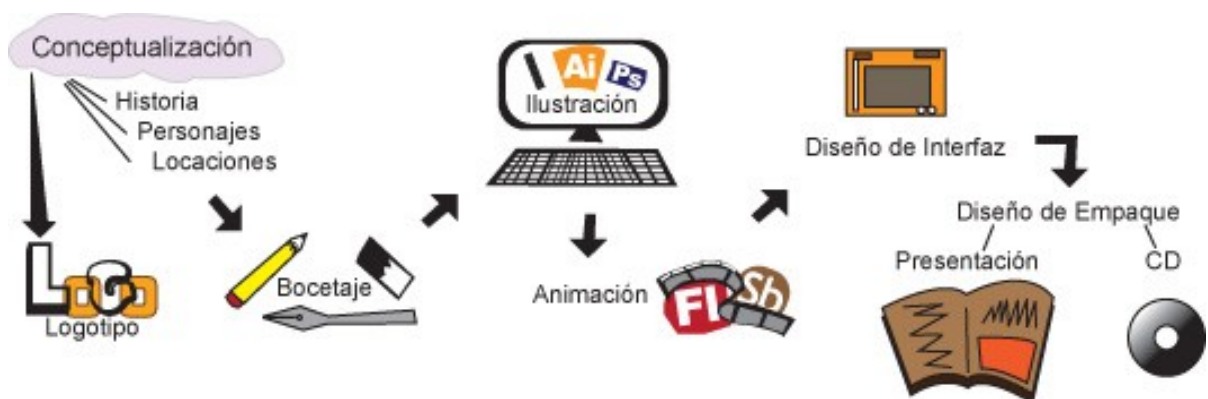 Conceptualización
Historia
Personajes
Locaciones
LoGo
Logotipo
Bocetaje
Ai
Ps
Ilustración
Animación
Fl
Sb
Diseño de Interfaz
Diseño de Empaque
Presentación
CD